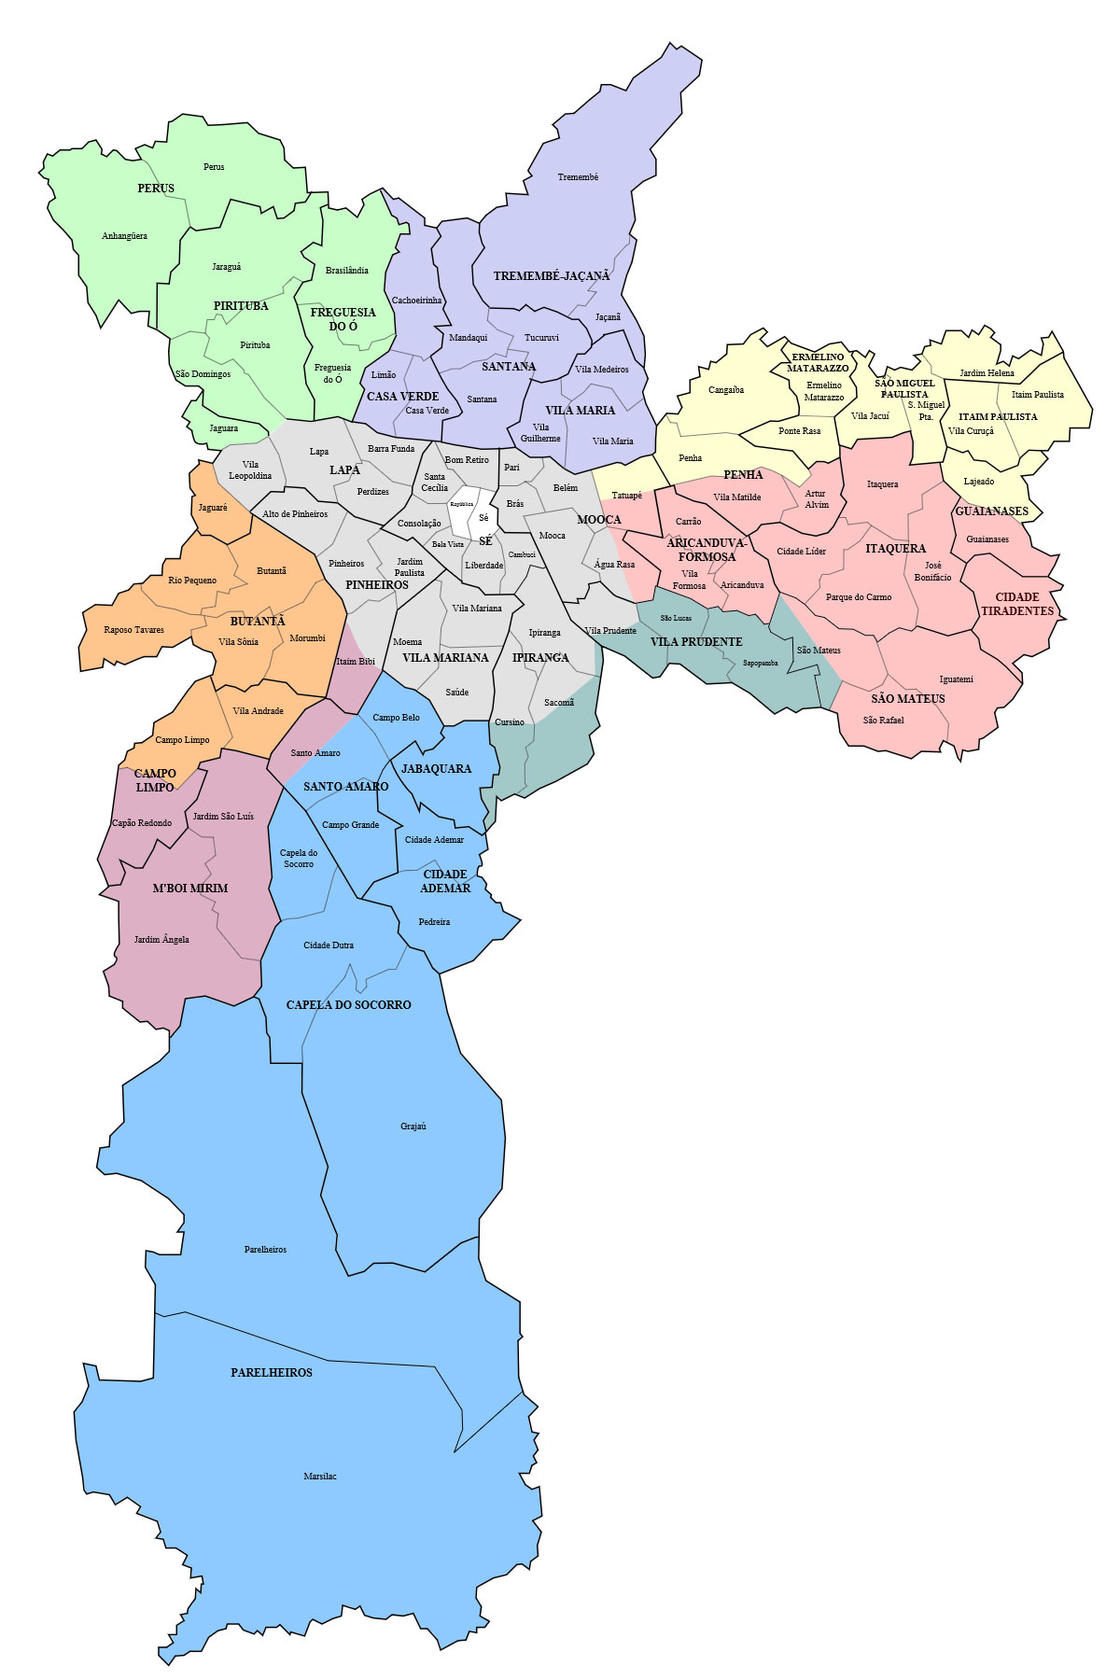 Tremembé
Perus
PERUS
Anhangüera
Jaraguá
Brasilândia
TREMEMBÉ-JAÇANÃ
Cachoeirinha
PIRITUBA
FREGUESIA
DO Ó
Jaçanã
Pirituba
Mandaqui
Tucuruvi
São Domingos
Freguesia
do Ó
Limão
SANTANA
Vila Medeiros
CASA VERDE
Santana
Casa Verde
VILA MARIA
Jaguara
Vila
Guilherme
Vila Maria
Cangaíba
ERMELINO
MATARAZZO
Ermelino
Matarazzo
SÃO MIGUEL
PAULISTA
Jardim Helena
Itaim Paulista
S. Miguel
Pta.
Vila Jacuí
ITAIM PAULISTA
Vila Curuçá
Ponte Rasa
Penha
PENHA
Lajeado
GUAIANASES
Vila
Leopoldina
Lapa
LAPA
Barra Funda
Perdizes
Bom Retiro
Santa
Cecília
Pari
Belém
Tatuapé
Vila Matilde
Artur
Alvim
Itaquera
Jaguaré
Alto de Pinheiros
República
Sé
SÉ
Brás
Consolação
Bela Vista
Liberdade
Cambuci
Mooca
MOOCA
Carrão
ARICANDUVA-
FORMOSA
Cidade Líder
ITAQUERA
Guaianases
José
Bonifácio
Água Rasa
Vila
Formosa
Aricanduva
Parque do Carmo
CIDADE
TIRADENTES
Rio Pequeno
Butantã
Pinheiros
Jardim
Paulista
PINHEIROS
Raposo Tavares
BUTANTÃ
Vila Sônia
Morumbi
Vila Mariana
Moema
VILA MARIANA
Ipiranga
IPIRANGA
Vila Prudente
São Lucas
VILA PRUDENTE
Sapopemba
São Mateus
Iguatemi
SÃO MATEUS
São Rafael
Itaim Bibi
Saúde
Sacomã
Cursino
Vila Andrade
Campo Belo
Campo Limpo
Santo Amaro
CAMPO
LIMPO
JABAQUARA
SANTO AMARO
Capão Redondo
Jardim São Luís
Campo Grande
Cidade Ademar
Capela do
Socorro
CIDADE
ADEMAR
M'BOI MIRIM
Pedreira
Jardim Ângela
Cidade Dutra
CAPELA DO SOCORRO
Grajaú
Parelheiros
PARELHEIROS
Marsilac